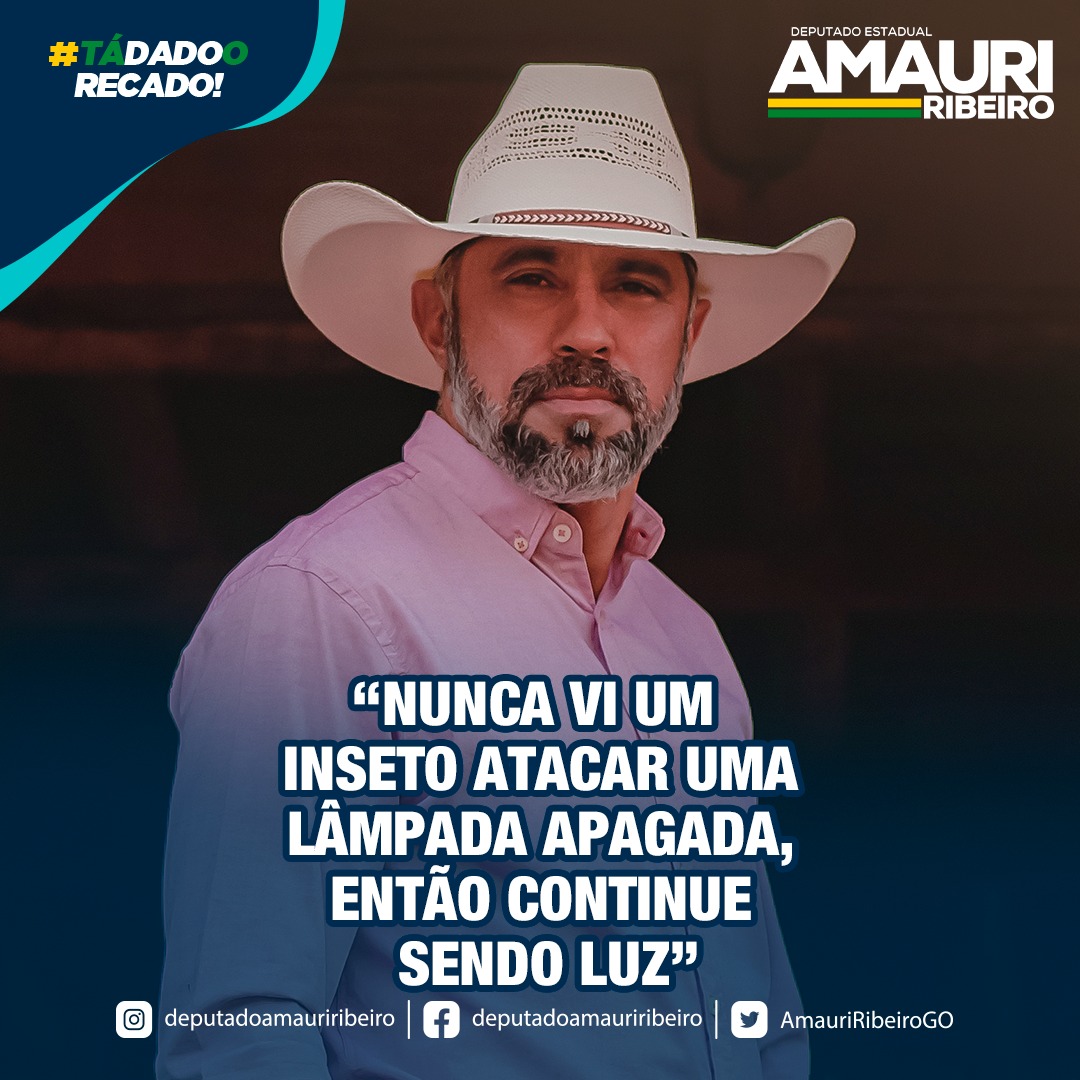 #TÁDADOO
RECADO!
DEPUTADO ESTADUAL
AMAURI
RIBEIRO
“NUNCA VI UM
INSETO ATACAR UMA
LÂMPADA APAGADA,
ENTÃO CONTINUE
SENDO LUZ”
deputadoamauriribeiro | deputadoamauriribeiro | AmauriRibeiroGO